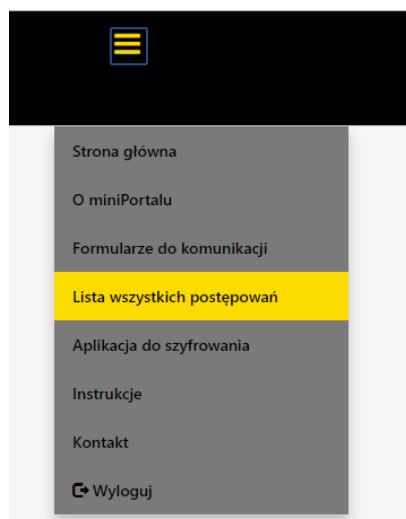 Strona główna
O miniPortalu
Formularze do komunikacji
Lista wszystkich postępowań
Aplikacja do szyfrowania
Instrukcje
Kontakt
Wyloguj